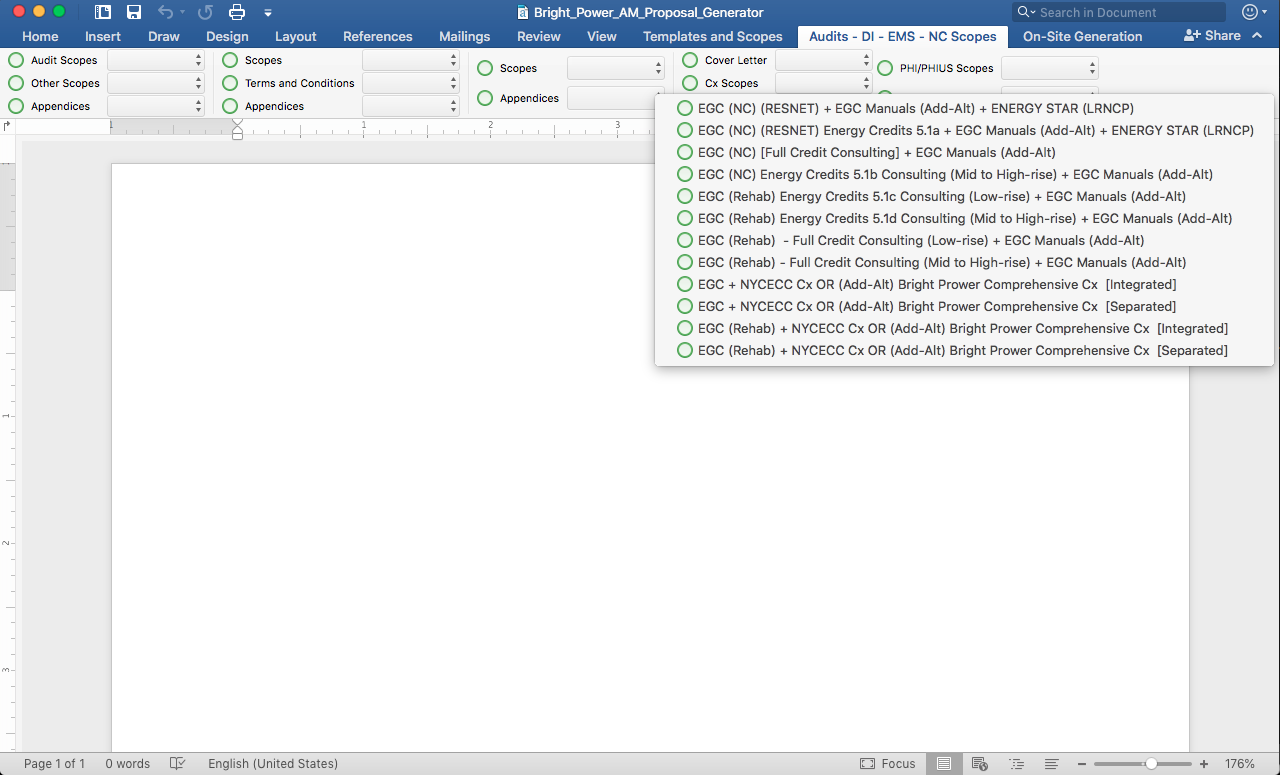 Bright_Power_AM_Proposal_Generator
Search in Document
Home Insert Draw Design Layout References Mailings Review View Templates and Scopes Audits - DI - EMS - NC Scopes On-Site Generation Share
Audit Scopes
Other Scopes
Appendices
Scopes
Terms and Conditions
Appendices
Scopes
Appendices
Cover Letter
Cx Scopes
PHI/PHIUS Scopes
EGC (NC) (RESNET) + EGC Manuals (Add-Alt) + ENERGY STAR (LRNCP)
EGC (NC) (RESNET) Energy Credits 5.1a + EGC Manuals (Add-Alt) + ENERGY STAR (LRNCP)
EGC (NC) [Full Credit Consulting] + EGC Manuals (Add-Alt)
EGC (NC) Energy Credits 5.1b Consulting (Mid to High-rise) + EGC Manuals (Add-Alt)
EGC (Rehab) Energy Credits 5.1c Consulting (Low-rise) + EGC Manuals (Add-Alt)
EGC (Rehab) Energy Credits 5.1d Consulting (Mid to High-rise) + EGC Manuals (Add-Alt)
EGC (Rehab)  - Full Credit Consulting (Low-rise) + EGC Manuals (Add-Alt)
EGC (Rehab) - Full Credit Consulting (Mid to High-rise) + EGC Manuals (Add-Alt)
EGC + NYCECC Cx OR (Add-Alt) Bright Prower Comprehensive Cx  [Integrated]
EGC + NYCECC Cx OR (Add-Alt) Bright Prower Comprehensive Cx  [Separated]
EGC (Rehab) + NYCECC Cx OR (Add-Alt) Bright Prower Comprehensive Cx  [Integrated]
EGC (Rehab) + NYCECC Cx OR (Add-Alt) Bright Prower Comprehensive Cx  [Separated]
1 1 2 3
1
2
3
Page 1 of 1 0 words English (United States) Focus 176%